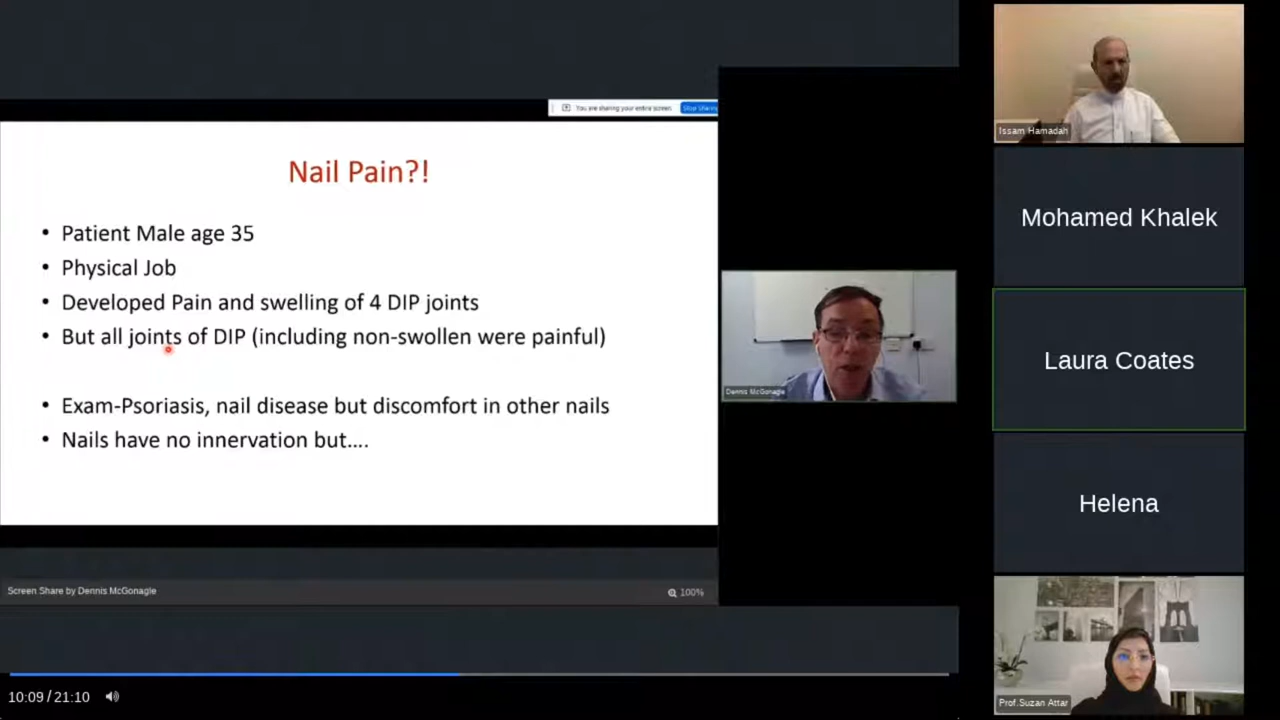 You are sharing your entire screen
Stop Sharing
Nail Pain?!
• Patient Male age 35
• Physical Job
• Developed Pain and swelling of 4 DIP joints
• But all joints of DIP (including non-swollen were painful)
• Exam-Psoriasis, nail disease but discomfort in other nails
• Nails have no innervation but....
Screen Share by Dennis McGonagle
100%
10:09 / 21:10
Dennis McGonagle
Issam Hamadah
Mohamed Khalek
Laura Coates
Helena
Prof.Suzan Attar